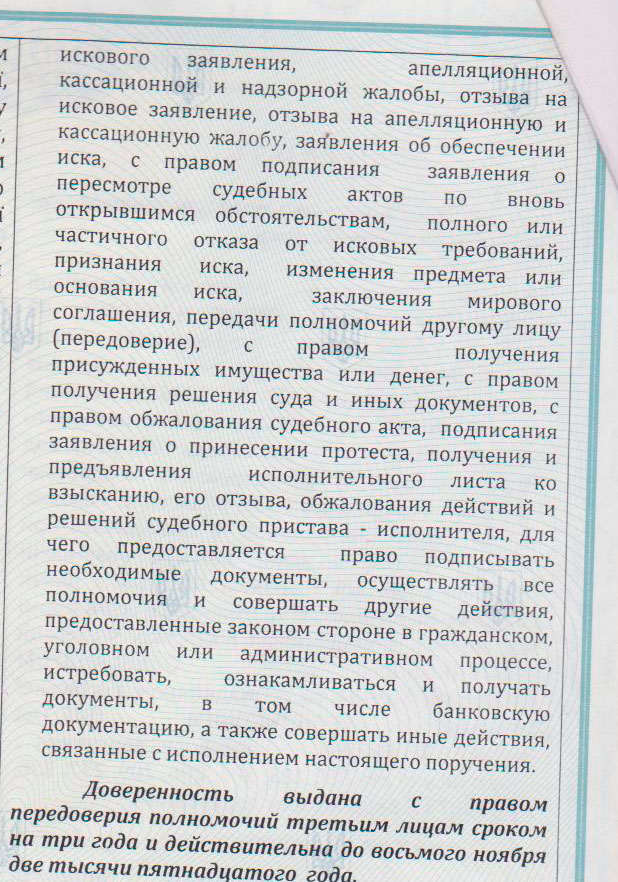 искового заявления, апелляционной,
кассационной и надзорной жалобы, отзыва на
исковое заявление, отзыва на апелляционную и
кассационную жалобу, заявления об обеспечении
иска, с правом подписания заявления о
пересмотре судебных актов по вновь
открывшимся обстоятельствам, полного или
частичного отказа от исковых требований,
признания иска, изменения предмета или
основания иска, заключения мирового
соглашения, передачи полномочий другому лицу
(передоверие), с правом получения
присужденных имущества или денег, с правом
получения решения суда и иных документов, с
правом обжалования судебного акта, подписания
заявления о принесении протеста, получения и
предъявления исполнительного листа ко
взысканию, его отзыва, обжалования действий и
решений судебного пристава - исполнителя, для
чего предоставляется право подписывать
необходимые документы, осуществлять все
полномочия и совершать другие действия,
предоставленные законом стороне в гражданском,
уголовном или административном процессе,
истребовать, ознакамливаться и получать
документы, в том числе банковскую
документацию, а также совершать иные действия,
связанные с исполнением настоящего поручения.
Доверенность выдана с правом
передоверия полномочий третьим лицам сроком
на три года и действительна до восьмого ноября
две тысячи пятнадцатого года.